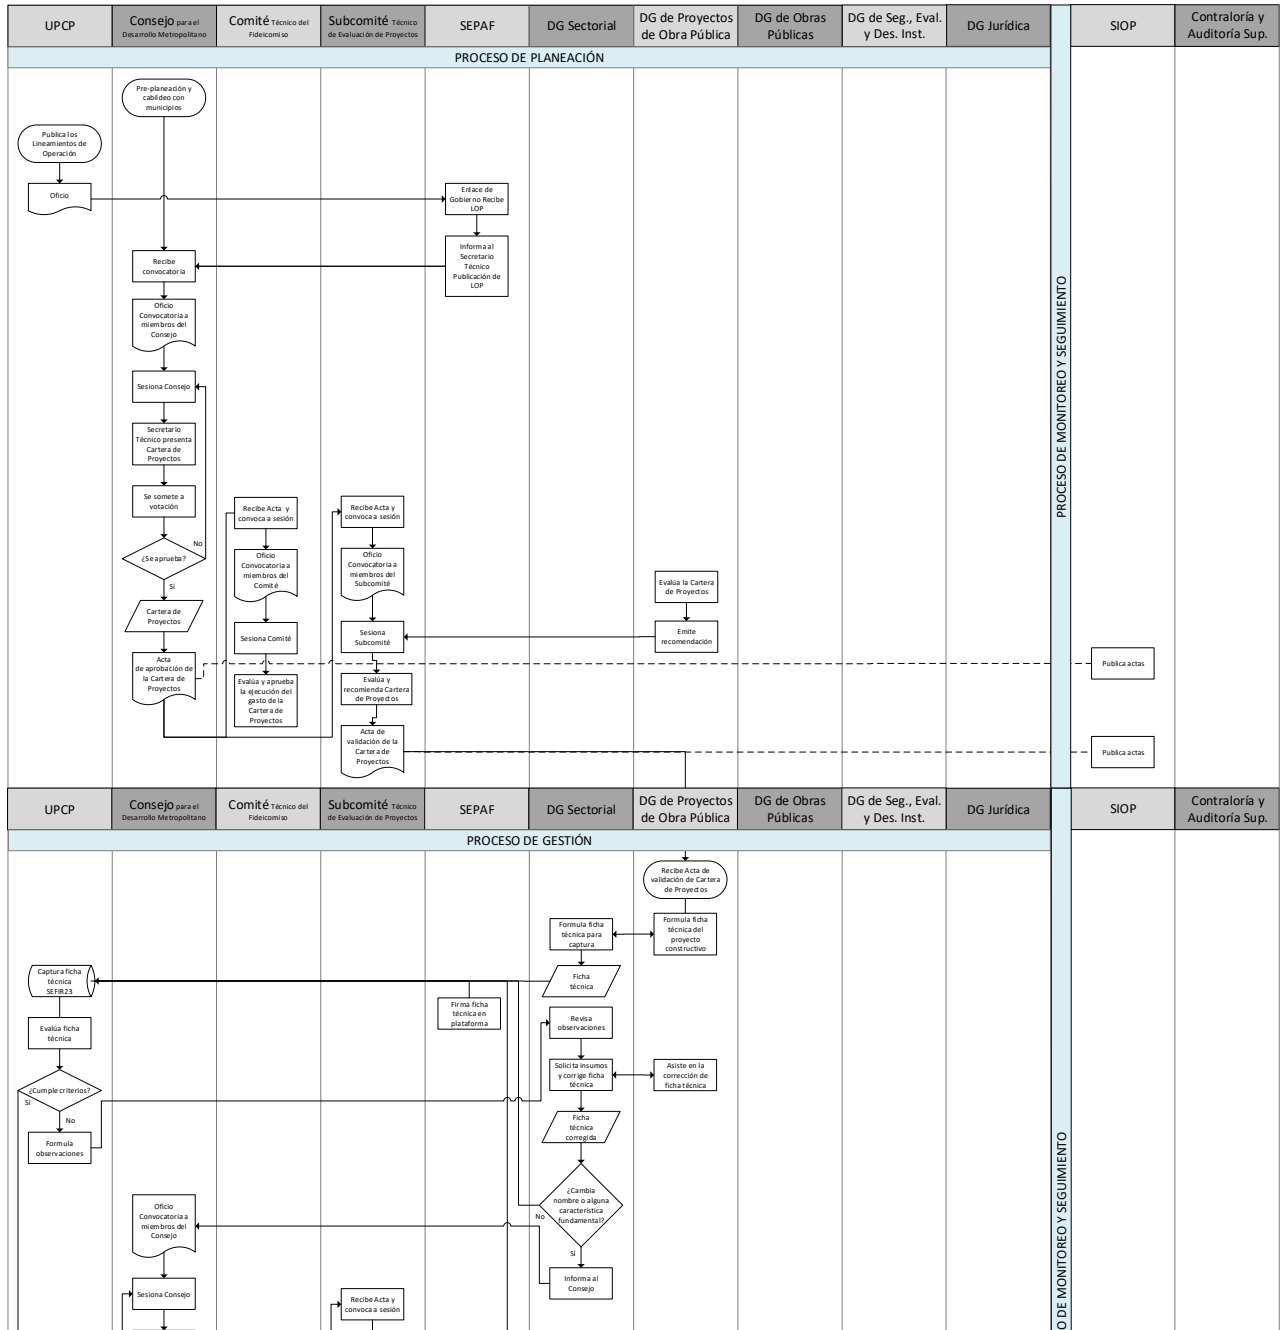 UPCP
Consejo para el
Desarrollo Metropolitano
Comité Técnico del
Fideicomiso
Subcomité Técnico
de Evaluación de Proyectos
SEPAF
DG Sectorial
DG de Proyectos
de Obra Pública
DG de Obras
Públicas
DG de Seg., Eval.
y Des. Inst.
DG Jurídica
SIOP
Contraloría y
Auditoría Sup.
PROCESO DE PLANEACIÓN
PROCESO DE MONITOREO Y SEGUIMIENTO
Pre-planeación y
cabildeo con
municipios
Publica los
Lineamientos de
Operación
Oficio
Enlace de
Gobierno Recibe
LOP
Informa al
Secretario
Técnico
Publicación de
LOP
Recibe
convocatoria
Oficio
Convocatoria a
miembros del
Consejo
Sesiona Consejo
Secretario
Técnico presenta
Cartera de
Proyectos
Se somete a
votación
¿Se aprueba?
No
Sí
Cartera de
Proyectos
Acta
de aprobación de
la Cartera de
Proyectos
Recibe Acta y
convoca a sesión
Oficio
Convocatoria a
miembros del
Comité
Sesiona Comité
Evalúa y aprueba
la ejecución del
gasto de la
Cartera de
Proyectos
Recibe Acta y
convoca a sesión
Oficio
Convocatoria a
miembros del
Subcomité
Sesiona
Subcomité
Evalúa y
recomienda Cartera
de Proyectos
Acta de
validación de la
Cartera de
Proyectos
Evalúa la Cartera
de Proyectos
Emite
recomendación
Publica actas
Publica actas
UPCP
Consejo para el
Desarrollo Metropolitano
Comité Técnico del
Fideicomiso
Subcomité Técnico
de Evaluación de Proyectos
SEPAF
DG Sectorial
DG de Proyectos
de Obra Pública
DG de Obras
Públicas
DG de Seg., Eval.
y Des. Inst.
DG Jurídica
SIOP
Contraloría y
Auditoría Sup.
PROCESO DE GESTIÓN
O DE MONITOREO Y SEGUIMIENTO
Recibe Acta de
validación de Cartera
de Proyectos
Formula ficha
técnica para
captura
Formula ficha
técnica del
proyecto
constructivo
Captura ficha
técnica
SEFIR23
Ficha
técnica
Firma ficha
técnica en
plataforma
Evalúa ficha
técnica
Revisa
observaciones
¿Cumple criterios?
Sí
No
Solicita insumos
y corrige ficha
técnica
Asiste en la
corrección de
ficha técnica
Formula
observaciones
Ficha
técnica
corregida
¿Cambia
nombre o alguna
característica
fundamental?
No
Sí
Oficio
Convocatoria a
miembros del
Consejo
Informa al
Consejo
Sesiona Consejo
Recibe Acta y
convoca a sesión